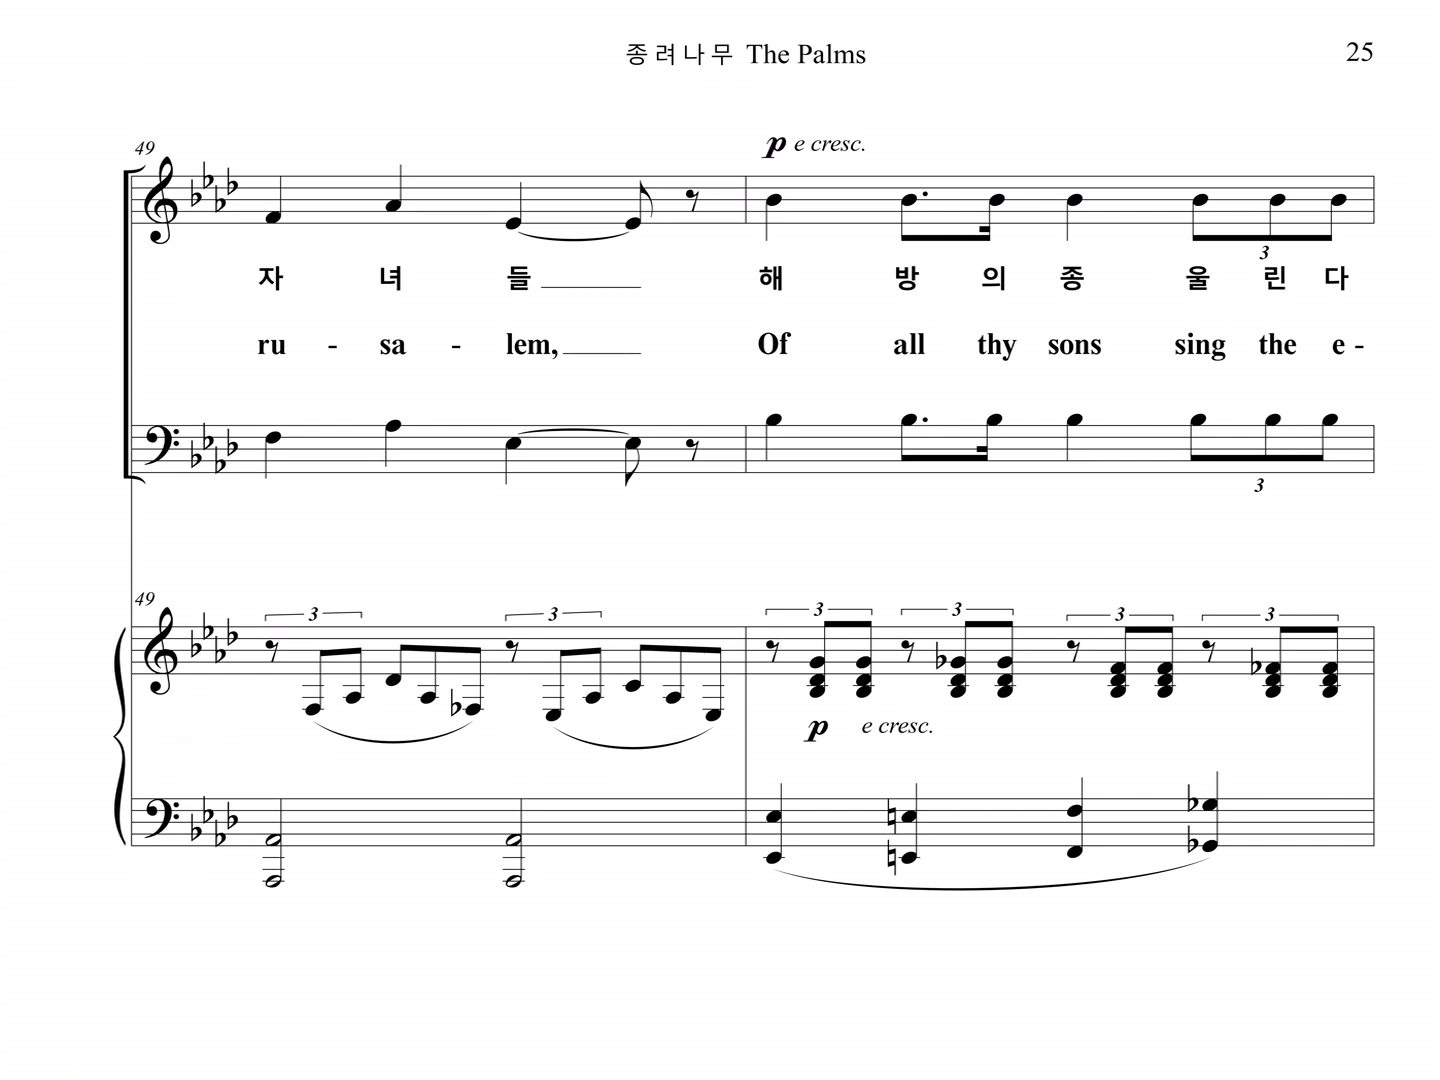 종려나무 The Palms
25
49
p e cresc.
3
자 녀 들 해 방 의 종 울 린 다
ru - sa - lem, Of all thy sons sing the e -
3
49
3 3 3 3 3 3
p e cresc.